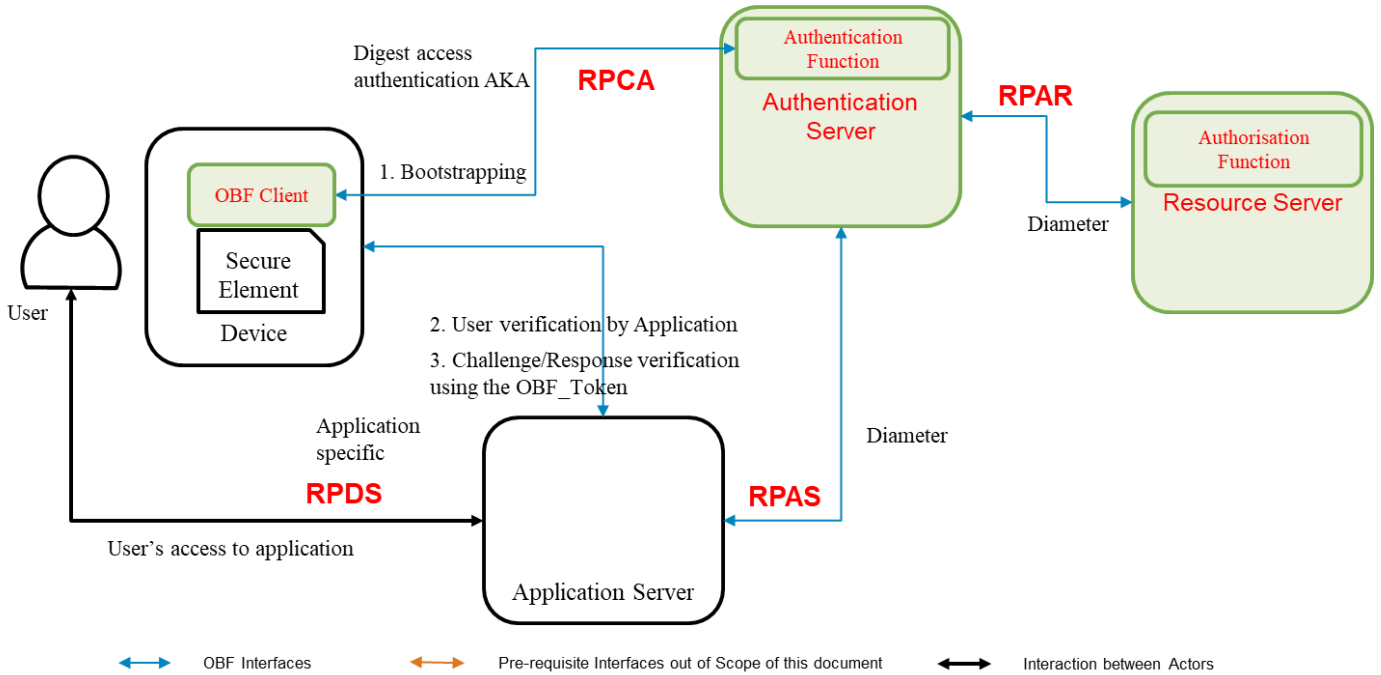 Digest access
authentication AKA
RPCA
Authentication
Function
Authentication
Server
RPAR
Authorisation
Function
Resource Server
Diameter
1. Bootstrapping
OBF Client
Secure
Element
Device
User
2. User verification by Application
3. Challenge/Response verification
using the OBF_Token
Application
specific
RPDS
User's access to application
Diameter
RPAS
Application Server
OBF Interfaces
Pre-requisite Interfaces out of Scope of this document
Interaction between Actors